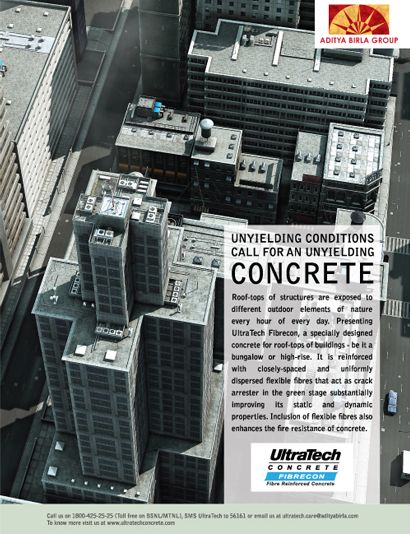 ADITYA BIRLA GROUP
UNYIELDING CONDITIONS
CALL FOR AN UNYIELDING
CONCRETE
Roof-tops of structures are exposed to
different outdoor elements of nature
every hour of every day. Presenting
UltraTech Fibrecon, a specially designed
concrete for roof-tops of buildings - be it a
bungalow or high-rise. It is reinforced
with closely-spaced and uniformly
dispersed flexible fibres that act as crack
arrester in the green stage substantially
improving its static and dynamic
properties. Inclusion of flexible fibres also
enhances the fire resistance of concrete.
UltraTech
CONCRETE
FIBRECON
Fibre Reinforced Concrete
Call us on 1800-425-25-25 (Toll free on BSNL/MTNL), SMS UltraTech to 56161 or email us at ultratech.care@adityabirla.com
To know more visit us at www.ultratechconcrete.com